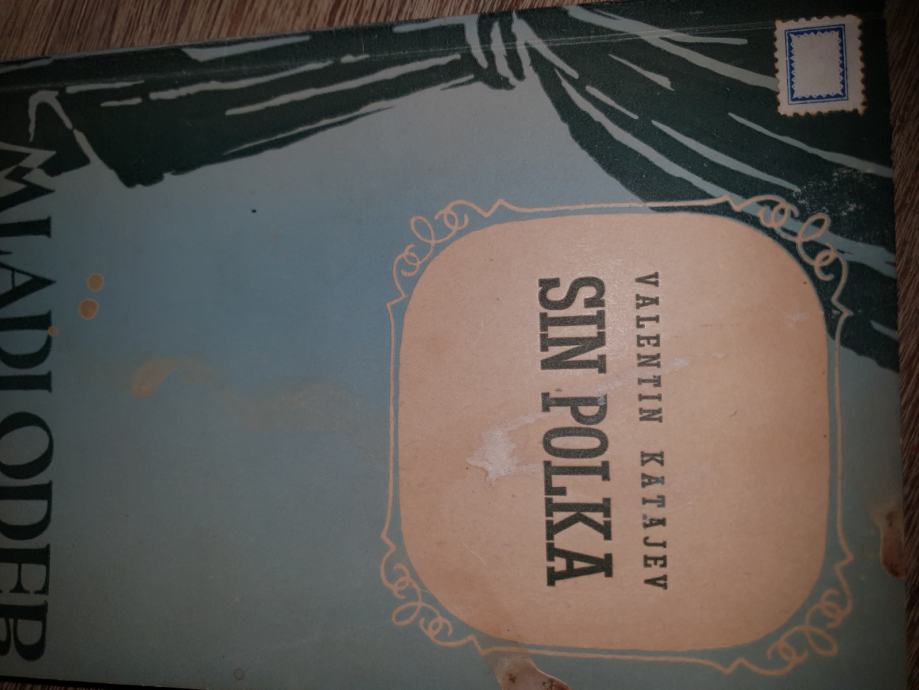 VALENTIN KATAJEV
SIN POLKA
MLADI ODER